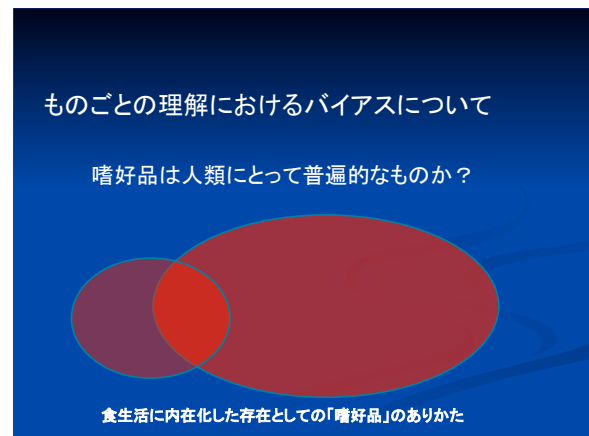 ものごとの理解におけるバイアスについて
嗜好品は人類にとって普遍的なものか？
食生活に内在化した存在としての「嗜好品」のありかた